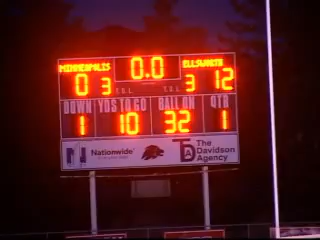 MINNEAPOLIS 0.0 ELLSWORTH
0 3 T.O.L. T.O.L. 3 12
DOWN YDS TO GO BALL ON QTR
1 10 32 1
N Nationwide TDA The Davidson Agency